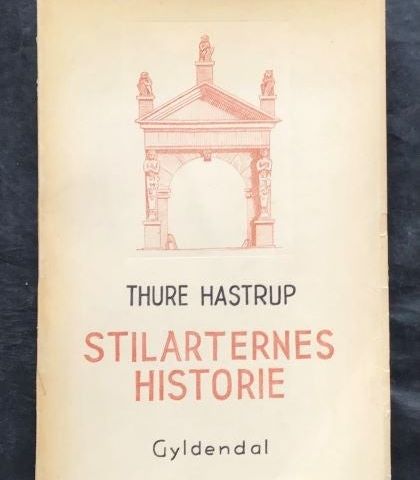 THURE HASTRUP
STILARTERNES
HISTORIE
Gyldendal